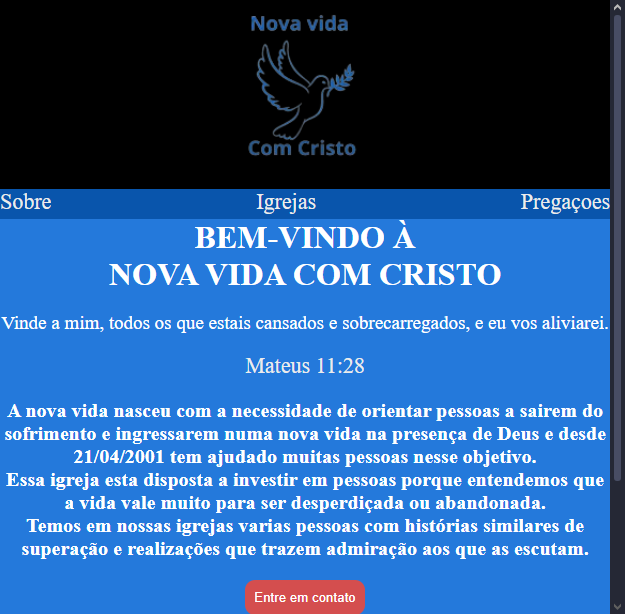 Nova vida
Com Cristo
Sobre Igrejas Pregaçoes
BEM-VINDO À
NOVA VIDA COM CRISTO
Vinde a mim, todos os que estais cansados e sobrecarregados, e eu vos aliviarei.
Mateus 11:28
A nova vida nasceu com a necessidade de orientar pessoas a sairem do
sofrimento e ingressarem numa nova vida na presença de Deus e desde
21/04/2001 tem ajudado muitas pessoas nesse objetivo.
Essa igreja esta disposta a investir em pessoas porque entendemos que
a vida vale muito para ser desperdiçada ou abandonada.
Temos em nossas igrejas varias pessoas com histórias similares de
superação e realizações que trazem admiração aos que as escutam.
Entre em contato